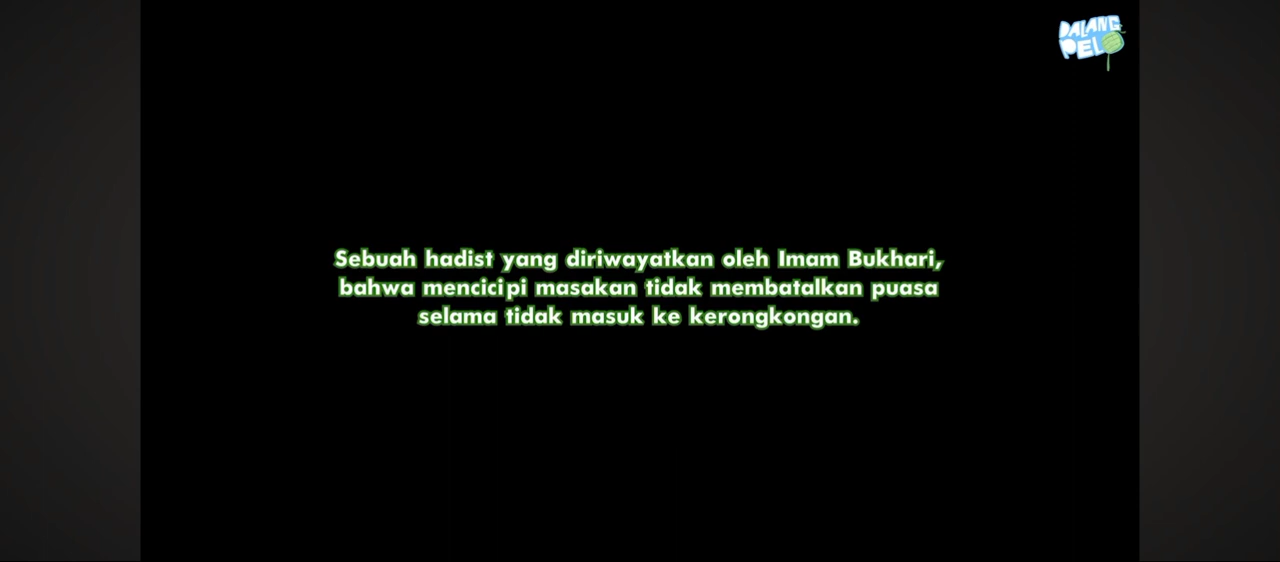 DALANG
PELO
Sebuah hadist yang diriwayatkan oleh Imam Bukhari,
bahwa mencicipi masakan tidak membatalkan puasa
selama tidak masuk ke kerongkongan.